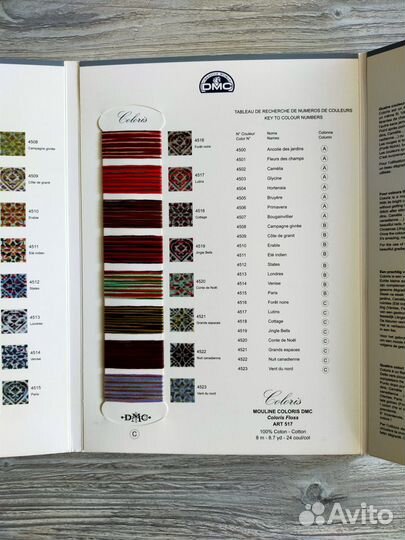 4508
Campagne givrée
4509
Côte de granit
4510
Erable
4511
Eté indien
4512
States
4513
Londres
4514
Venise
4515
Paris
DMC
TABLEAU DE RECHERCHE DE NUMEROS DE COULEURS
KEY TO COLOUR NUMBERS
Coloris
4516
Forêt noire
4517
Lutins
4518
Cottage
4519
Jingle Bells
4520
Conte de Noël
4521
Grands espaces
4522
Nuit canadienne
4523
Vent du nord
DMC
C
N° Couleur Noms Colonne
Color N° Names Column
4500 Ancolie des jardins A
4501 Fleurs des champs A
4502 Camélia A
4503 Glycine A
4504 Hortensia A
4505 Bruyère A
4506 Primavera A
4507 Bougainvillier A
4508 Campagne givrée B
4509 Côte de granit B
4510 Erable B
4511 Eté indien B
4512 States B
4513 Londres B
4514 Venise B
4515 Paris B
4516 Forêt noire C
4517 Lutins C
4518 Cottage C
4519 Jingle Bells C
4520 Conte de Noël C
4521 Grands espaces C
4522 Nuit canadienne C
4523 Vent du nord C
Coloris
MOULINE COLORIS DMC
Coloris Floss
ART 517
100% Coton - Cotton
8 m - 8.7 yd - 24 coul/col
Avito